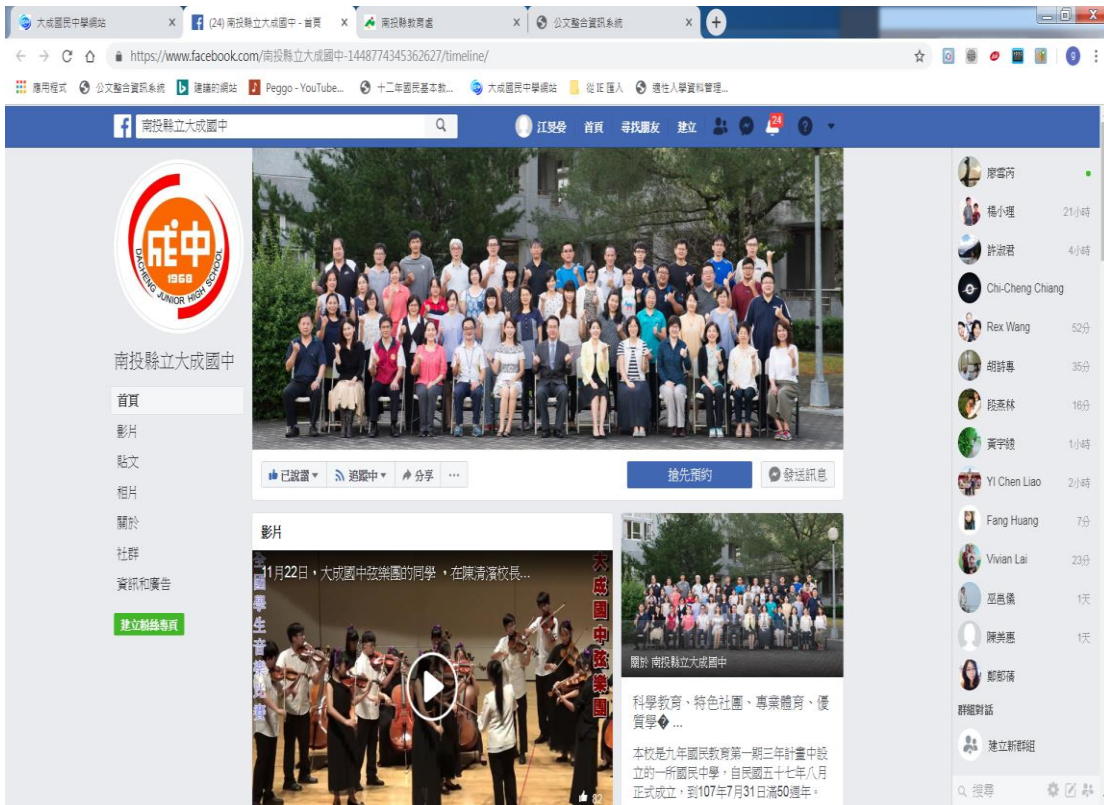 大成國民中學網站
(24) 南投縣立大成國中 - 首頁
南投縣教育處
公文整合資訊系統
https://www.facebook.com/南投縣立大成國中-1448774345362627/timeline/
應用程式 公文整合資訊系統 建議的網站 Peggo - YouTube... 十二年國民基本教... 大成國民中學網站 從 IE 匯入 適性入學資料管理...
南投縣立大成國中
首頁 尋找朋友 建立 24
成中
1968
DACHENG JUNIOR HIGH SCHOOL
南投縣立大成國中
首頁
影片
貼文
相片
關於
社群
資訊和廣告
建立粉絲專頁
已說讚 追蹤中 分享 ...
搶先預約 發送訊息
影片
11月22日，大成國中弦樂團的同學，在陳清濱校長...
全國學生音樂比賽
大成國中弦樂團
82
關於 南投縣立大成國中
科學教育、特色社團、專業體育、優
質學� ...
本校是九年國民教育第一期三年計畫中設
立的一所國民中學，自民國五十七年八月
正式成立，到107年7月31日滿50週年。
廖雪芮
楊小理 21小時
許淑君 4小時
Chi-Cheng Chiang
Rex Wang 52分
胡詩專 35分
段燕林 16分
黃宇綾 1小時
YI Chen Liao 2小時
Fang Huang 7分
Vivian Lai 23分
巫邑儀 1天
陳美惠 1天
群組對話
建立新群組
搜尋